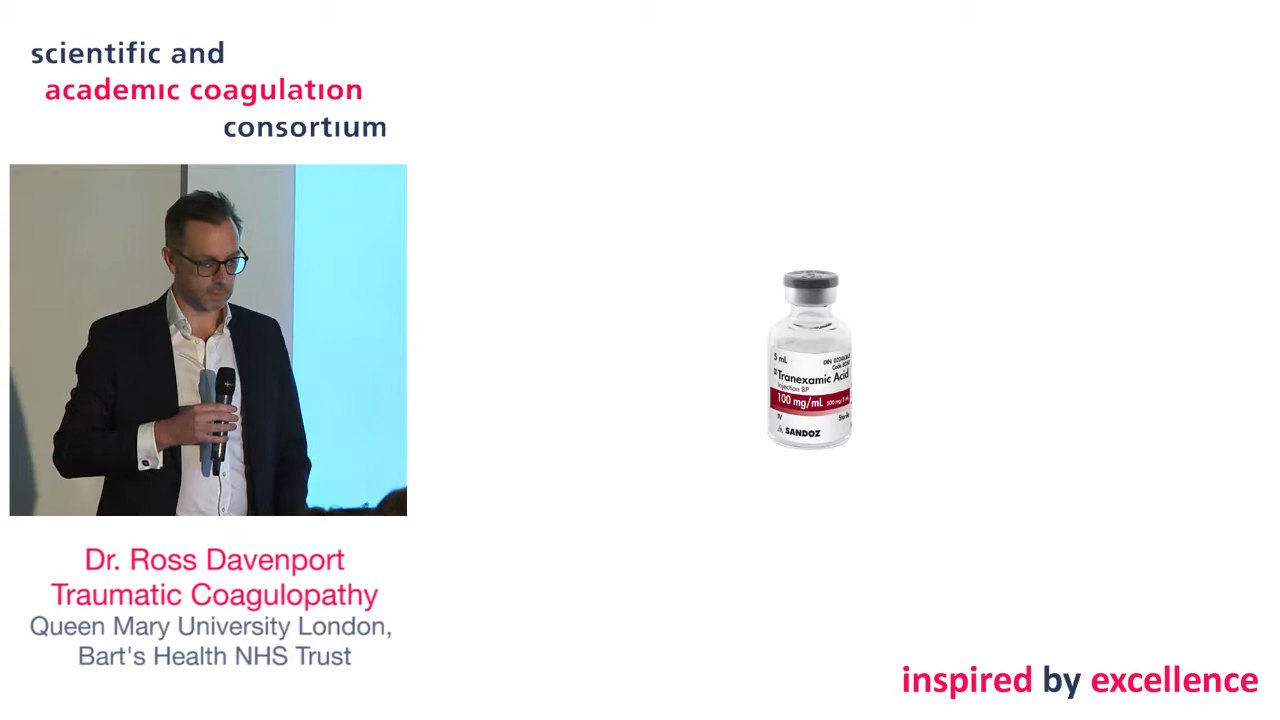 scientific and
academic coagulation
consortium
5 mL
Tranexamic Acid
Injection BP
100 mg/mL
IV
SANDOZ
Dr. Ross Davenport
Traumatic Coagulopathy
Queen Mary University London,
Bart's Health NHS Trust
inspired by excellence